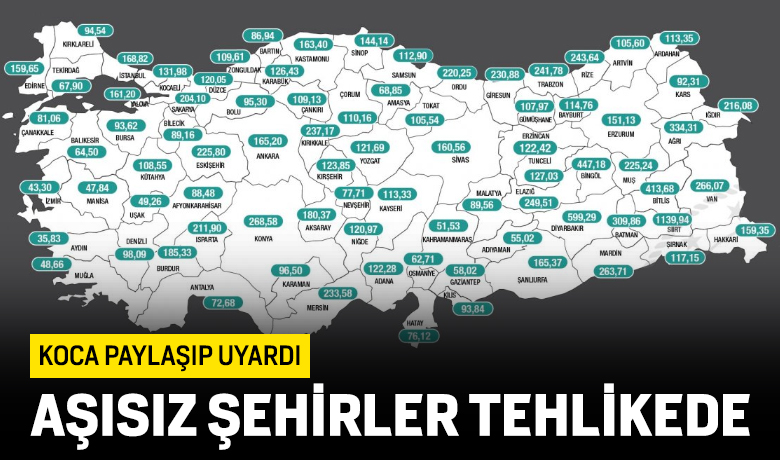 94,54
KIRKLARELİ
159,65
TEKİRDAĞ
EDİRNE
67,90
168,82
İSTANBUL
161,20
YALOVA
131,98
KOCAELİ
204,10
SAKARYA
120,05
DÜZCE
109,61
ZONGULDAK
86,94
BARTIN
126,43
KARABÜK
163,40
KASTAMONU
144,14
SİNOP
112,90
SAMSUN
220,25
ORDU
230,88
GİRESUN
241,78
TRABZON
243,64
RİZE
105,60
ARTVİN
113,35
ARDAHAN
92,31
KARS
216,08
IĞDIR
81,06
ÇANAKKALE
BALIKESİR
64,50
93,62
BURSA
BİLECİK
89,16
95,30
BOLU
109,13
ÇANKIRI
ÇORUM
110,16
68,85
AMASYA
TOKAT
105,54
107,97
GÜMÜŞHANE
114,76
BAYBURT
ERZİNCAN
122,42
151,13
ERZURUM
334,31
AĞRI
108,55
KÜTAHYA
225,80
ESKİŞEHİR
165,20
ANKARA
237,17
KIRIKKALE
121,69
YOZGAT
160,56
SİVAS
TUNCELİ
127,03
ELAZIĞ
249,51
447,18
BİNGÖL
225,24
MUŞ
413,68
BİTLİS
266,07
VAN
43,30
İZMİR
47,84
MANİSA
49,26
UŞAK
88,48
AFYONKARAHİSAR
123,85
KIRŞEHİR
77,71
NEVŞEHİR
113,33
KAYSERİ
MALATYA
89,56
35,83
AYDIN
DENİZLİ
98,09
211,90
ISPARTA
185,33
BURDUR
268,58
KONYA
180,37
AKSARAY
120,97
NİĞDE
51,53
KAHRAMANMARAŞ
55,02
ADIYAMAN
599,29
DİYARBAKIR
309,86
BATMAN
1139,94
SİİRT
ŞIRNAK
117,15
159,35
HAKKARİ
48,66
MUĞLA
ANTALYA
72,68
96,50
KARAMAN
233,58
MERSİN
122,28
ADANA
62,71
OSMANİYE
58,02
GAZİANTEP
KİLİS
93,84
165,37
ŞANLIURFA
MARDİN
263,71
HATAY
76,12
KOCA PAYLAŞIP UYARDI
AŞISIZ ŞEHİRLER TEHLİKEDE